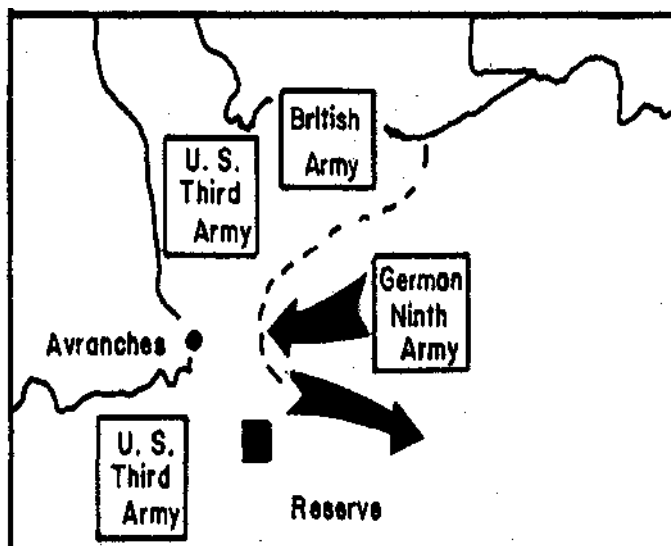 British
Army
U. S.
Third
Army
German
Ninth
Army
Avranches
U. S.
Third
Army
Reserve